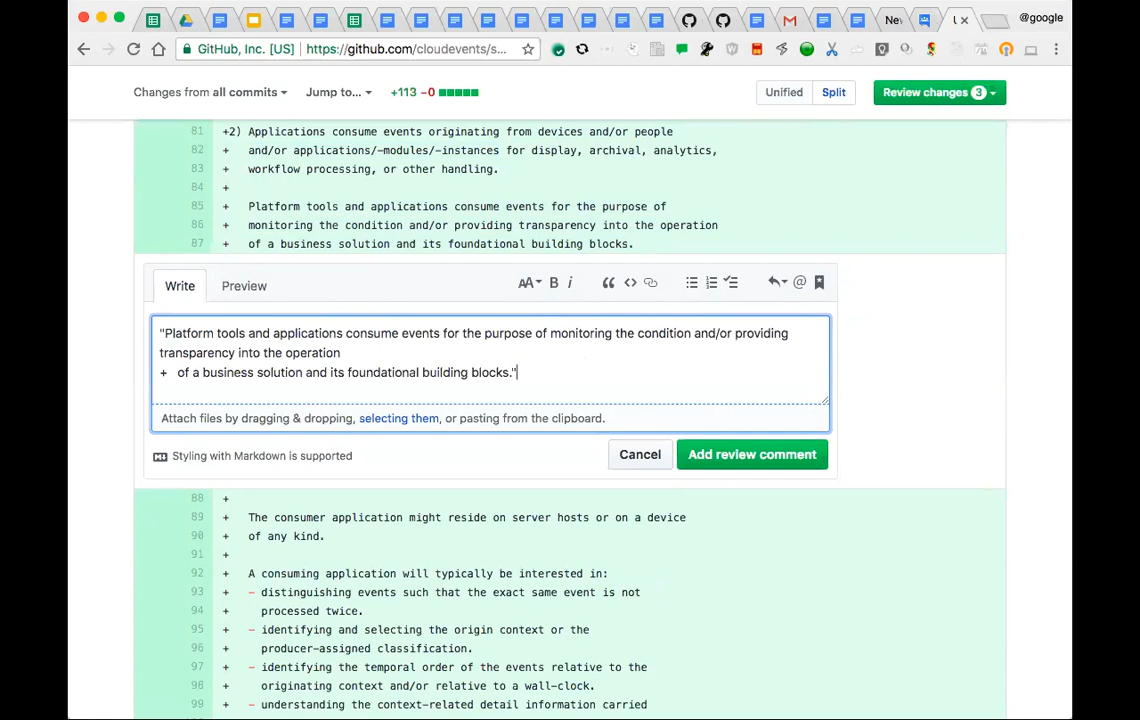 New
@google
GitHub, Inc. [US]
https://github.com/cloudevents/s...
Changes from all commits
Jump to...
+113 −0
Unified
Split
Review changes 3
81 +2) Applications consume events originating from devices and/or people
82 + and/or applications/-modules/-instances for display, archival, analytics,
83 + workflow processing, or other handling.
84 +
85 + Platform tools and applications consume events for the purpose of
86 + monitoring the condition and/or providing transparency into the operation
87 + of a business solution and its foundational building blocks.
Write
Preview
"Platform tools and applications consume events for the purpose of monitoring the condition and/or providing
transparency into the operation
+ of a business solution and its foundational building blocks."
Attach files by dragging & dropping, selecting them, or pasting from the clipboard.
Styling with Markdown is supported
Cancel
Add review comment
88 +
89 + The consumer application might reside on server hosts or on a device
90 + of any kind.
91 +
92 + A consuming application will typically be interested in:
93 + - distinguishing events such that the exact same event is not
94 + processed twice.
95 + - identifying and selecting the origin context or the
96 + producer-assigned classification.
97 + - identifying the temporal order of the events relative to the
98 + originating context and/or relative to a wall-clock.
99 + - understanding the context-related detail information carried